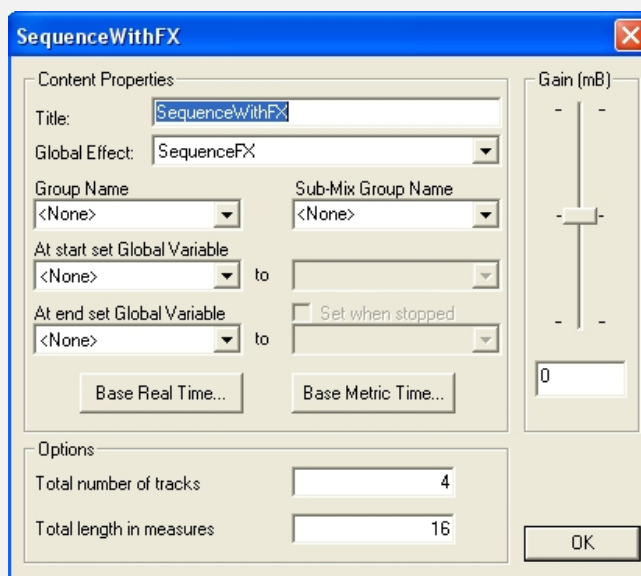 SequenceWithFX
Content Properties
Title: SequenceWithFX
Global Effect: SequenceFX
Group Name Sub-Mix Group Name
<None> <None>
At start set Global Variable
<None> to
At end set Global Variable Set when stopped
<None> to
Base Real Time... Base Metric Time...
Gain (mB)
0
Options
Total number of tracks 4
Total length in measures 16
OK